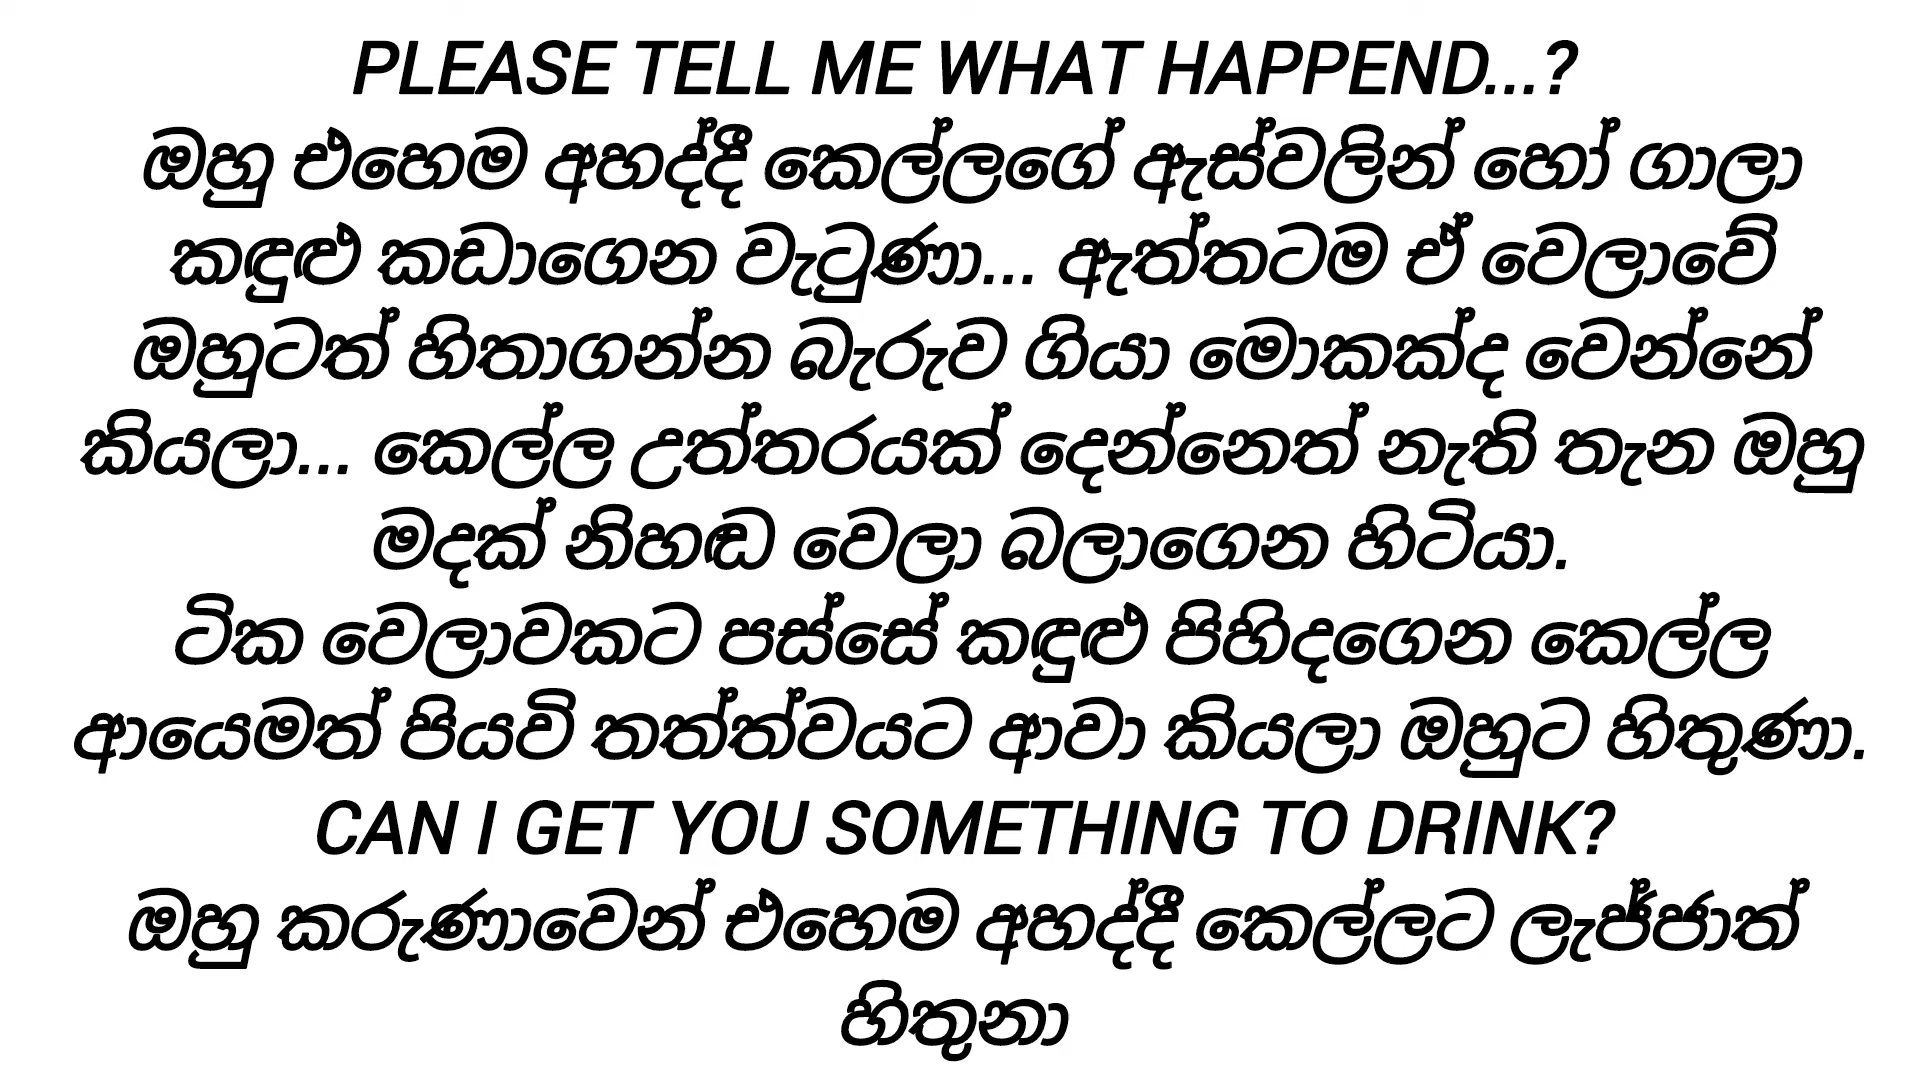 PLEASE TELL ME WHAT HAPPEND...?
ඔහු එහෙම අහද්දී කෙල්ලගේ ඇස්වලින් හෝ ගාලා
කඳුළු කඩාගෙන වැටුණා... ඇත්තටම ඒ වෙලාවේ
ඔහුටත් හිතාගන්න බැරුව ගියා මොකක්ද වෙන්නේ
කියලා... කෙල්ල උත්තරයක් දෙන්නෙත් නැති තැන ඔහු
මදක් නිහඬ වෙලා බලාගෙන හිටියා.
ටික වෙලාවකට පස්සේ කඳුළු පිහිදගෙන කෙල්ල
ආයෙමත් පියවි තත්ත්වයට ආවා කියලා ඔහුට හිතුණා.
CAN I GET YOU SOMETHING TO DRINK?
ඔහු කරුණාවෙන් එහෙම අහද්දී කෙල්ලට ලැජ්ජාත්
හිතුනා